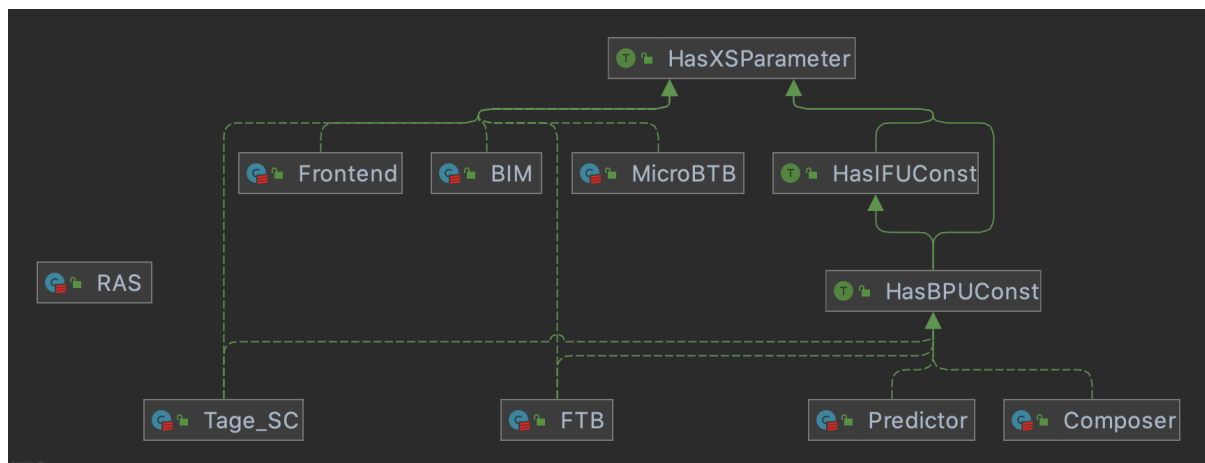 HasXSParameter
Frontend
BIM
MicroBTB
HasIFUConst
RAS
HasBPUConst
Tage_SC
FTB
Predictor
Composer